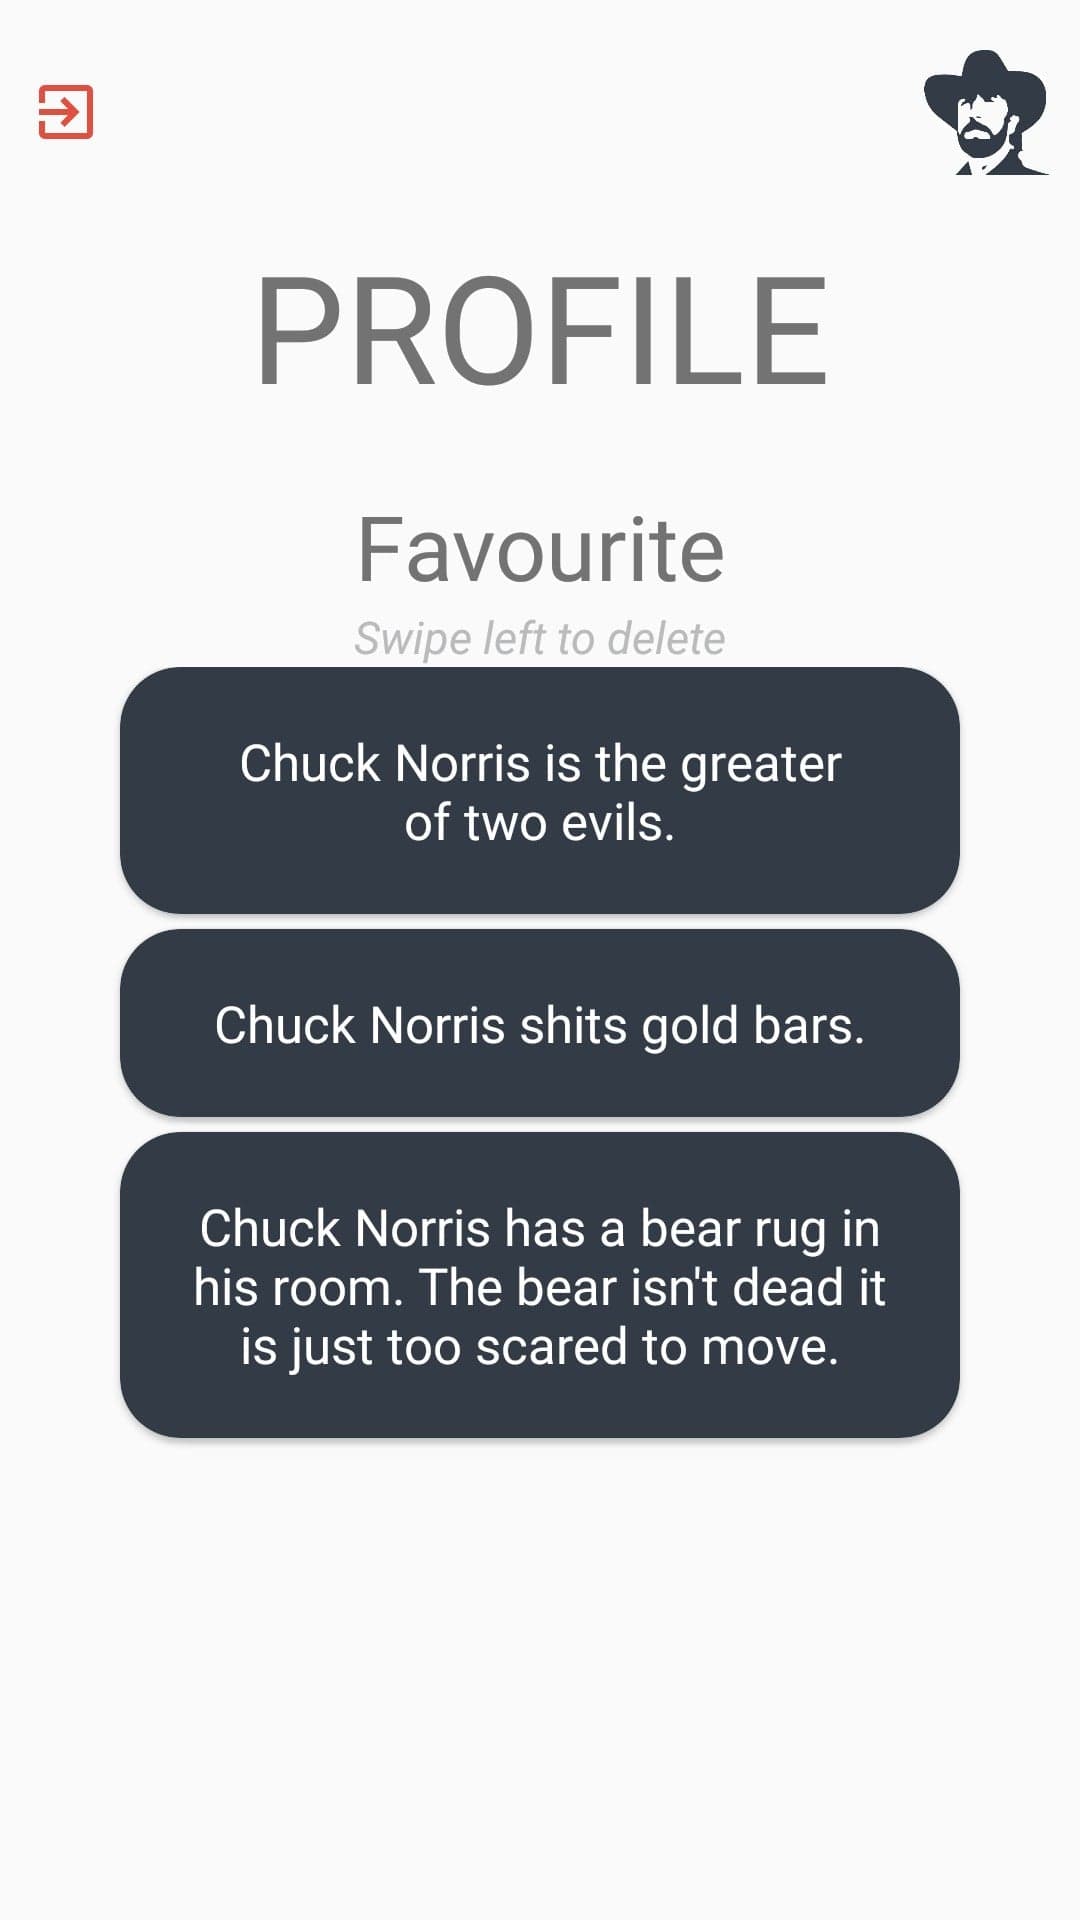 PROFILE
Favourite
Swipe left to delete
Chuck Norris is the greater
of two evils.
Chuck Norris shits gold bars.
Chuck Norris has a bear rug in
his room. The bear isn't dead it
is just too scared to move.